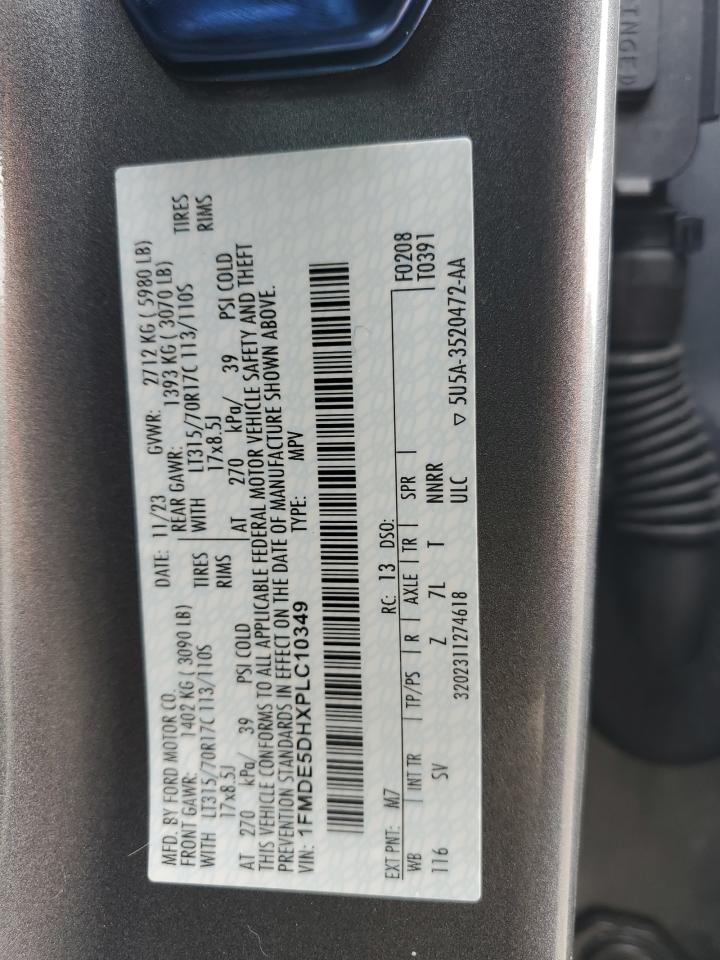 MFD. BY FORD MOTOR CO. DATE: 11/23 GVWR: 2712 KG ( 5980 LB)
FRONT GAWR: 1402 KG ( 3090 LB) REAR GAWR: 1393 KG ( 3070 LB)
WITH LT315/70R17C 113/110S TIRES WITH LT315/70R17C 113/110S TIRES
17x8.5J RIMS 17x8.5J RIMS
AT 270 kPa/ 39 PSI COLD AT 270 kPa/ 39 PSI COLD
THIS VEHICLE CONFORMS TO ALL APPLICABLE FEDERAL MOTOR VEHICLE SAFETY AND THEFT
PREVENTION STANDARDS IN EFFECT ON THE DATE OF MANUFACTURE SHOWN ABOVE.
VIN: 1FMDE5DHXPLC10349 TYPE: MPV
EXT PNT: M7 RC: 13 DSO: F0208
WB INT TR TP/PS R AXLE TR SPR T0391
116 SV Z 7L T NNRR
3202311274618 ULC ▽ 5U5A-3520472-AA